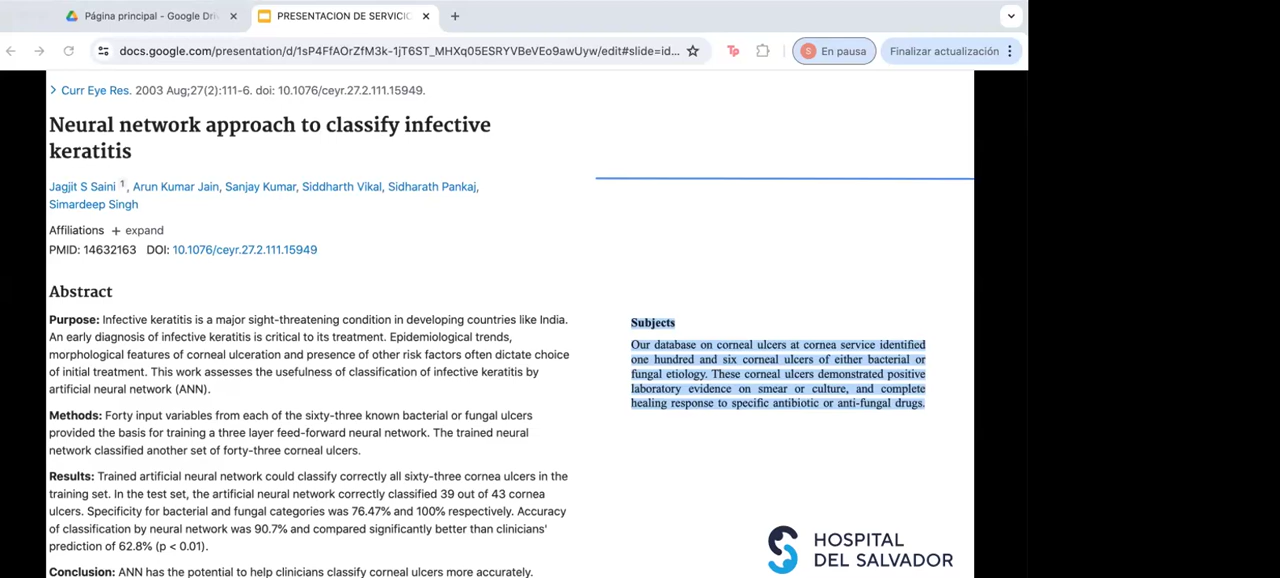 Página principal - Google Dri
PRESENTACION DE SERVICIO
docs.google.com/presentation/d/1sP4FfAOrZfM3k-1jT6ST_MHXq05ESRYVBeVEo9awUyw/edit#slide=id...
Tp
S En pausa
Finalizar actualización
Curr Eye Res. 2003 Aug;27(2):111-6. doi: 10.1076/ceyr.27.2.111.15949.
Neural network approach to classify infective
keratitis
Jagjit S Saini 1, Arun Kumar Jain, Sanjay Kumar, Siddharth Vikal, Sidharath Pankaj,
Simardeep Singh
Affiliations + expand
PMID: 14632163 DOI: 10.1076/ceyr.27.2.111.15949
Abstract
Purpose: Infective keratitis is a major sight-threatening condition in developing countries like India.
An early diagnosis of infective keratitis is critical to its treatment. Epidemiological trends,
morphological features of corneal ulceration and presence of other risk factors often dictate choice
of initial treatment. This work assesses the usefulness of classification of infective keratitis by
artificial neural network (ANN).
Methods: Forty input variables from each of the sixty-three known bacterial or fungal ulcers
provided the basis for training a three layer feed-forward neural network. The trained neural
network classified another set of forty-three corneal ulcers.
Results: Trained artificial neural network could classify correctly all sixty-three cornea ulcers in the
training set. In the test set, the artificial neural network correctly classified 39 out of 43 cornea
ulcers. Specificity for bacterial and fungal categories was 76.47% and 100% respectively. Accuracy
of classification by neural network was 90.7% and compared significantly better than clinicians'
prediction of 62.8% (p < 0.01).
Conclusion: ANN has the potential to help clinicians classify corneal ulcers more accurately.
Subjects
Our database on corneal ulcers at cornea service identified
one hundred and six corneal ulcers of either bacterial or
fungal etiology. These corneal ulcers demonstrated positive
laboratory evidence on smear or culture, and complete
healing response to specific antibiotic or anti-fungal drugs.
HOSPITAL
DEL SALVADOR